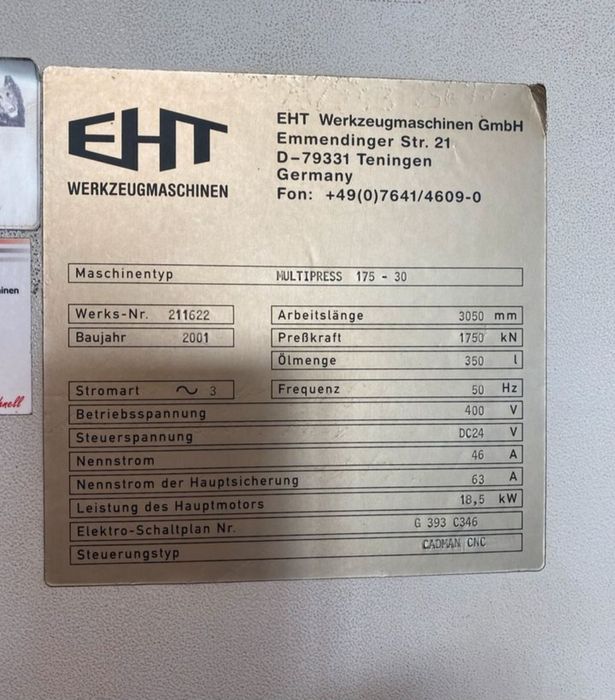 EHT
WERKZEUGMASCHINEN
EHT Werkzeugmaschinen GmbH
Emmendinger Str. 21
D-79331 Teningen
Germany
Fon: +49(0)7641/4609-0
Maschinentyp MULTIPRESS 175 - 30
Werks-Nr. 211622
Baujahr 2001
Arbeitslänge 3050 mm
Preßkraft 1750 kN
Ölmenge 350 l
Stromart ~ 3
Frequenz 50 Hz
Betriebsspannung 400 V
Steuerspannung DC24 V
Nennstrom 46 A
Nennstrom der Hauptsicherung 63 A
Leistung des Hauptmotors 18,5 kW
Elektro-Schaltplan Nr. G 393 C346
Steuerungstyp CADMAN CNC